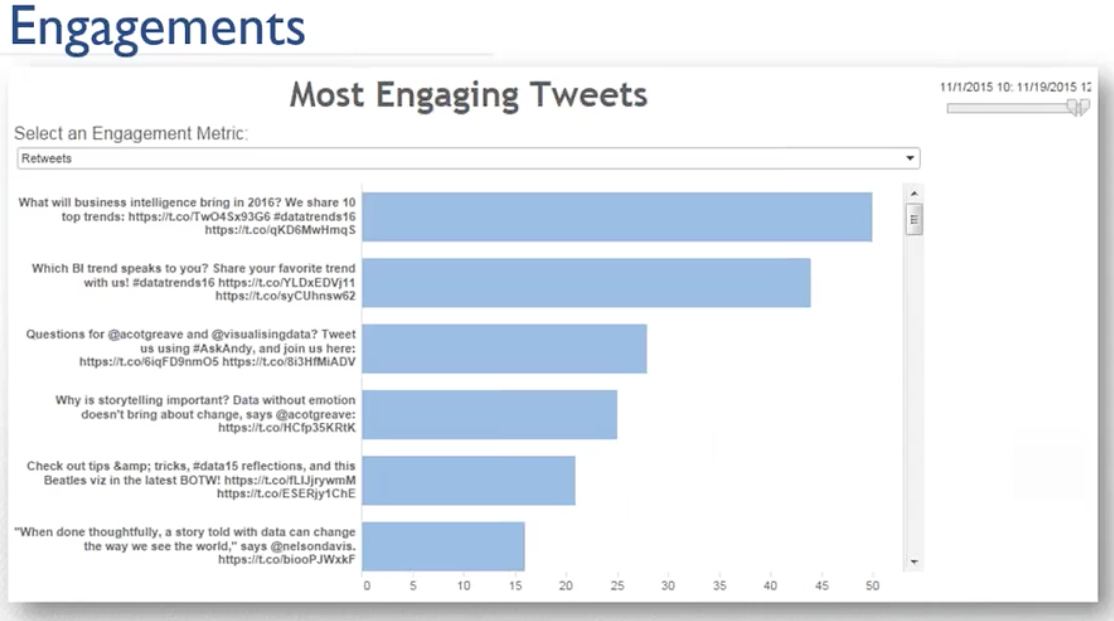 Engagements
Most Engaging Tweets
11/1/2015 10: 11/19/2015 12
Select an Engagement Metric:
Retweets
What will business intelligence bring in 2016? We share 10
top trends: https://t.co/TwO4Sx93G6 #datatrends16
https://t.co/qKD6MwHmqS
Which BI trend speaks to you? Share your favorite trend
with us! #datatrends16 https://t.co/YLDxEDVj11
https://t.co/syCUhnsw62
Questions for @acotgreave and @visualisingdata? Tweet
us using #AskAndy, and join us here:
https://t.co/6iqFD9nmO5 https://t.co/8i3HfMiADV
Why is storytelling important? Data without emotion
doesn't bring about change, says @acotgreave:
https://t.co/HCfp35KRtK
Check out tips &amp; tricks, #data15 reflections, and this
Beatles viz in the latest BOTW! https://t.co/fLIJjrywmM
https://t.co/ESERjy1ChE
"When done thoughtfully, a story told with data can change
the way we see the world," says @nelsondavis.
https://t.co/biooPJWxkF
0 5 10 15 20 25 30 35 40 45 50